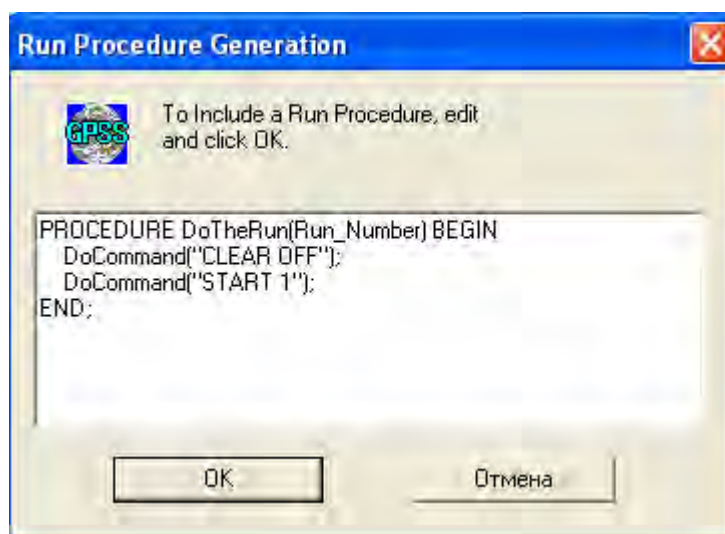 Run Procedure Generation
GPSS
To Include a Run Procedure, edit
and click OK.
PROCEDURE DoTheRun(Run_Number) BEGIN
DoCommand("CLEAR OFF");
DoCommand("START 1");
END;
OK
Отмена